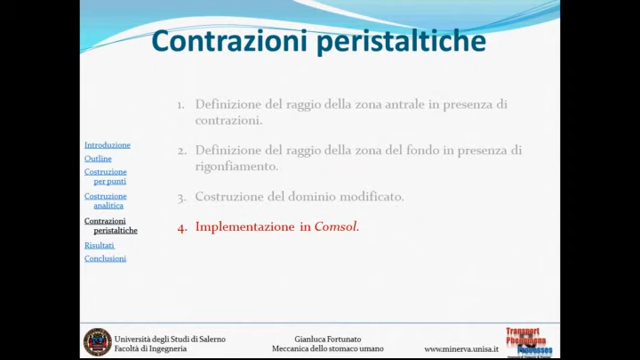 Contrazioni peristaltiche
1. Definizione del raggio della zona antrale in presenza di
contrazioni.
2. Definizione del raggio della zona del fondo in presenza di
rigonfiamento.
3. Costruzione del dominio modificato.
4. Implementazione in Comsol.
Introduzione
Outline
Costruzione
per punti
Costruzione
analitica
Contrazioni
peristaltiche
Risultati
Conclusioni
Università degli Studi di Salerno
Facoltà di Ingegneria
Gianluca Fortunato
Meccanica dello stomaco umano
www.minerva.unisa.it
Transport
Phenomena
Processes